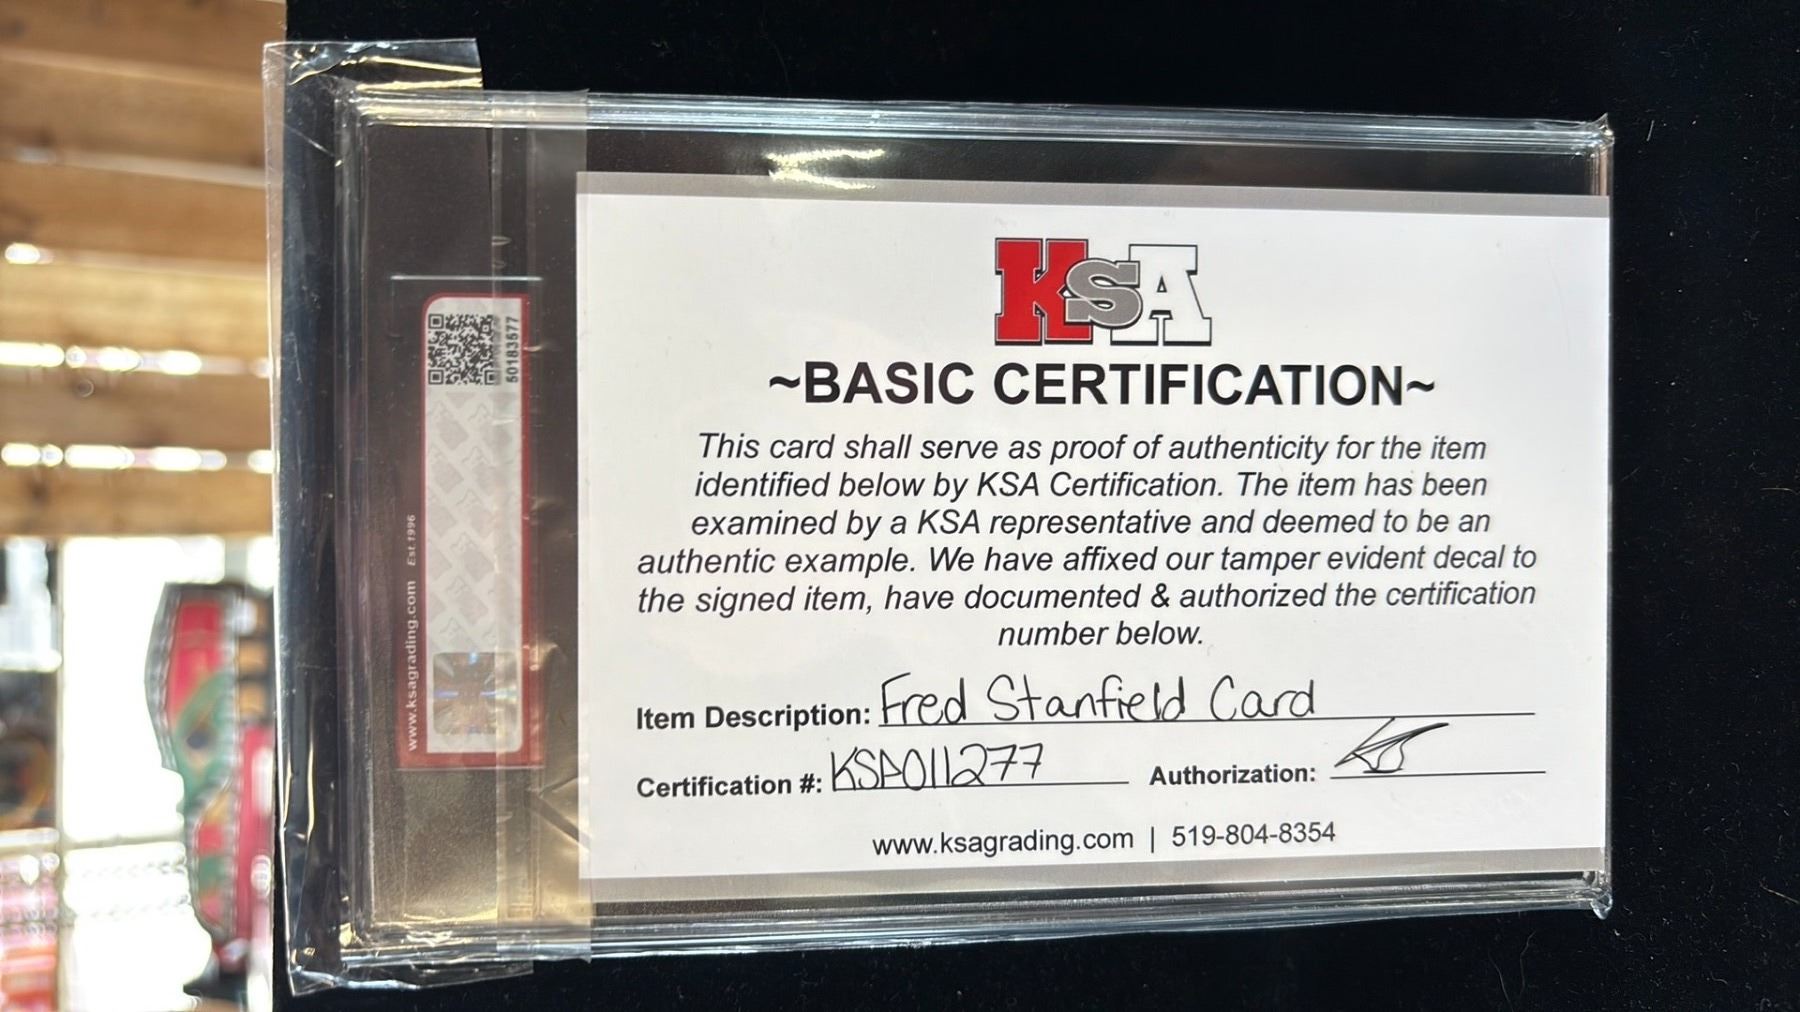 50183577
www.ksagrading.com Est.1996
KSA
~BASIC CERTIFICATION~
This card shall serve as proof of authenticity for the item
identified below by KSA Certification. The item has been
examined by a KSA representative and deemed to be an
authentic example. We have affixed our tamper evident decal to
the signed item, have documented & authorized the certification
number below.
Item Description: Fred Stanfield Card
Certification #: KSA011277 Authorization:
www.ksagrading.com | 519-804-8354